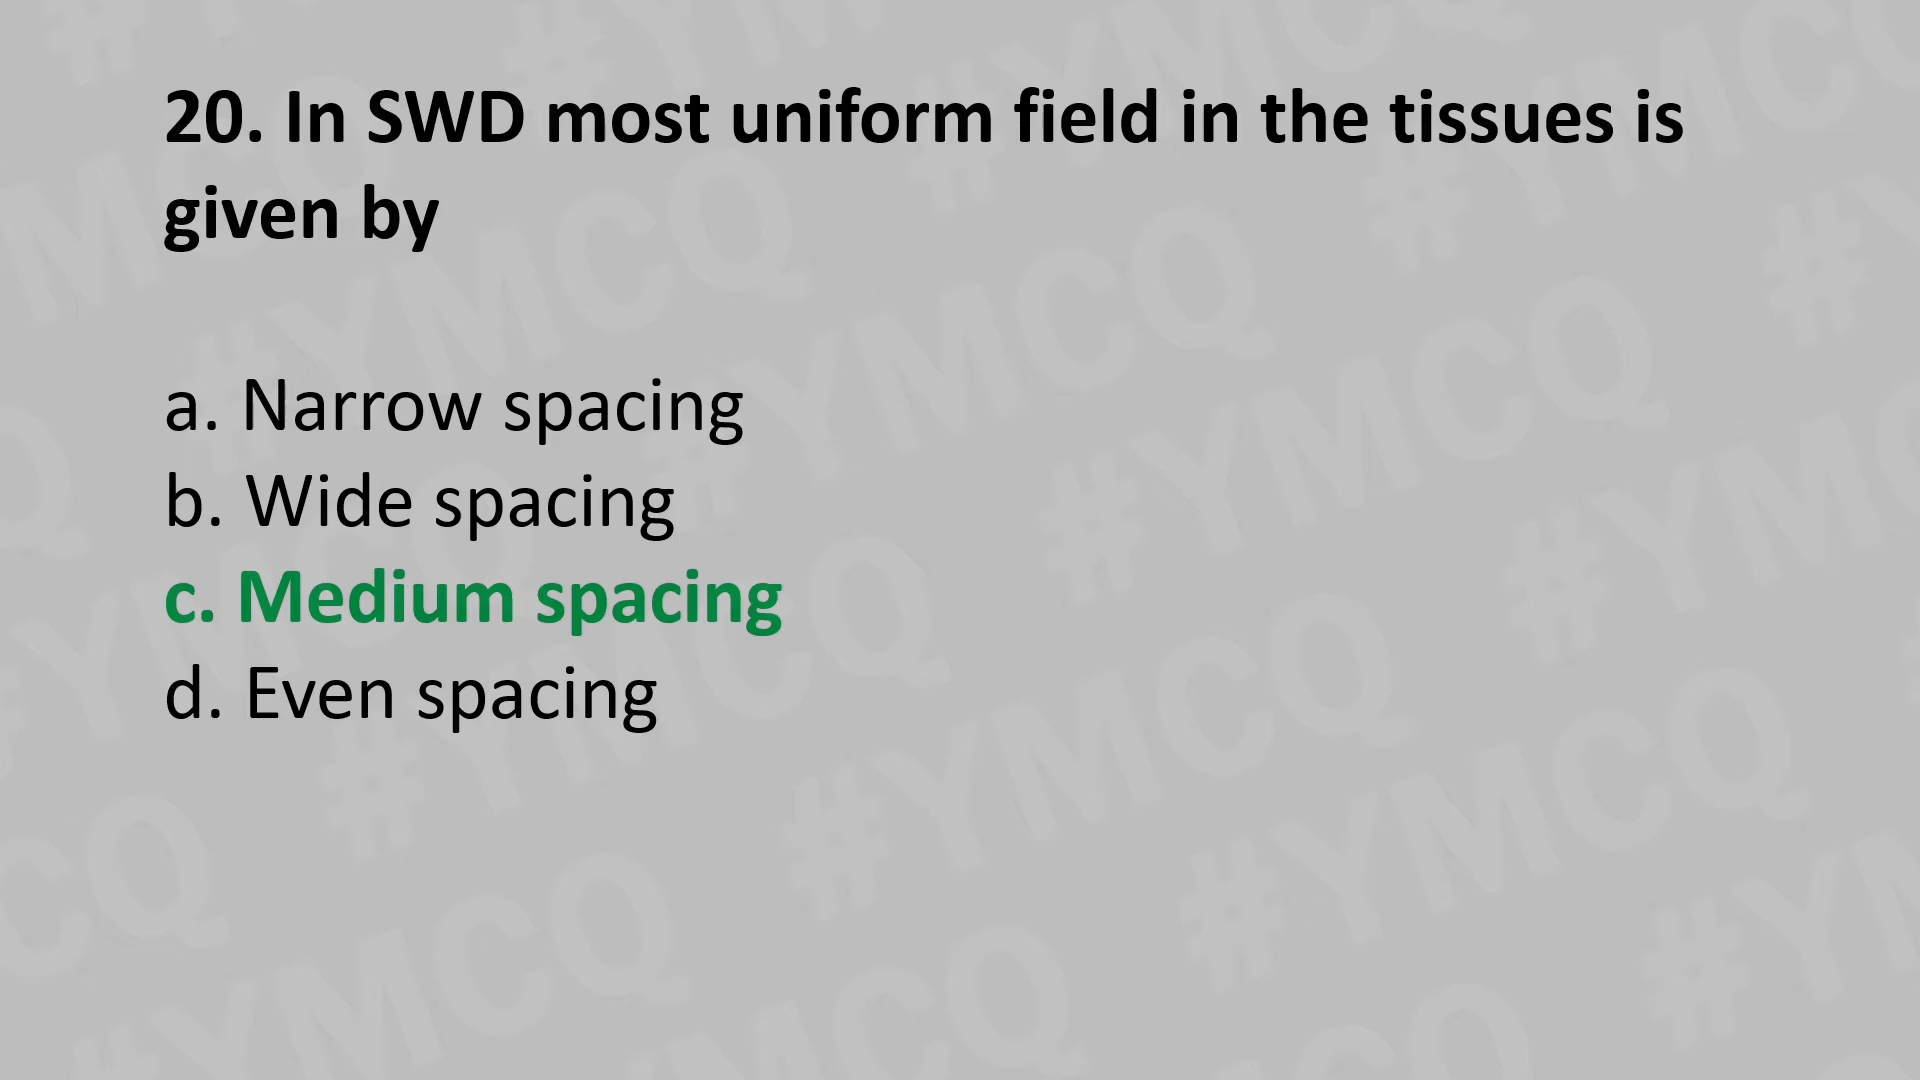 20. In SWD most uniform field in the tissues is
given by
a. Narrow spacing
b. Wide spacing
c. Medium spacing
d. Even spacing
#YMCQ